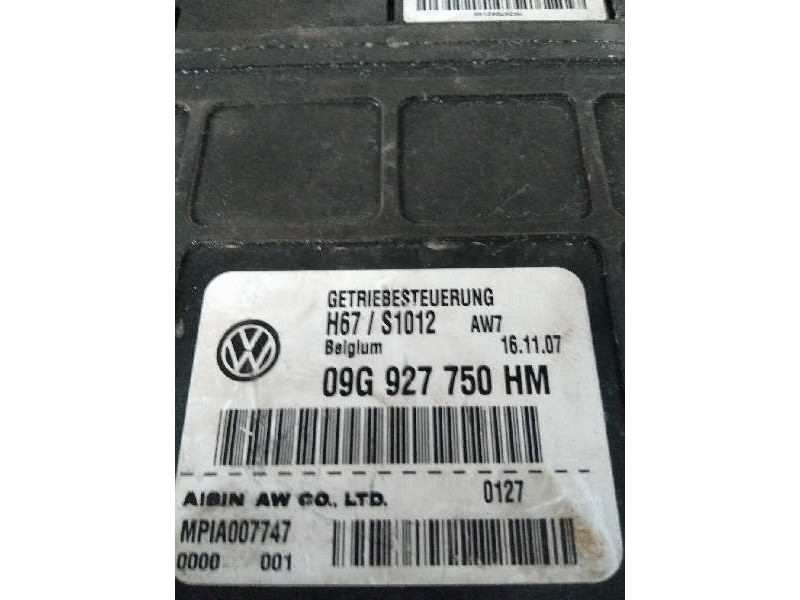 GETRIEBESTEUERUNG
H67 / S1012 AW7
Belgium 16.11.07
09G 927 750 HM
AISIN AW CO., LTD. 0127
MPIA007747
0000 001